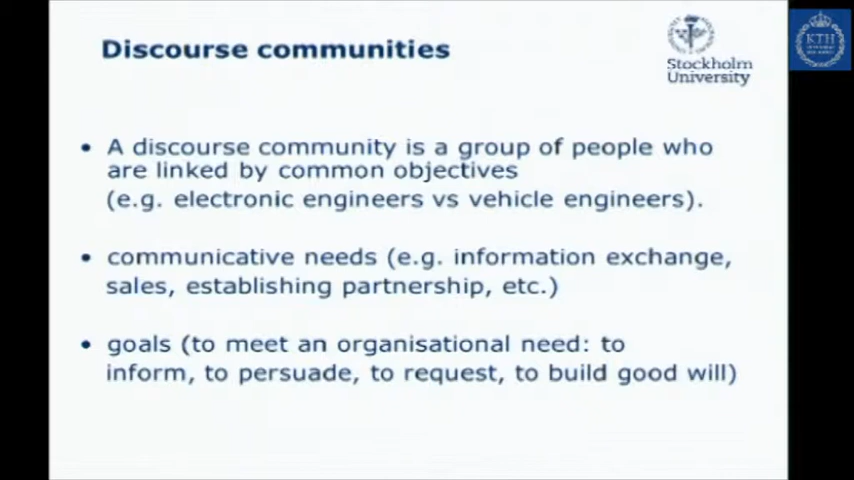 Discourse communities
Stockholm
University
KTH
• A discourse community is a group of people who
are linked by common objectives
(e.g. electronic engineers vs vehicle engineers).
• communicative needs (e.g. information exchange,
sales, establishing partnership, etc.)
• goals (to meet an organisational need: to
inform, to persuade, to request, to build good will)